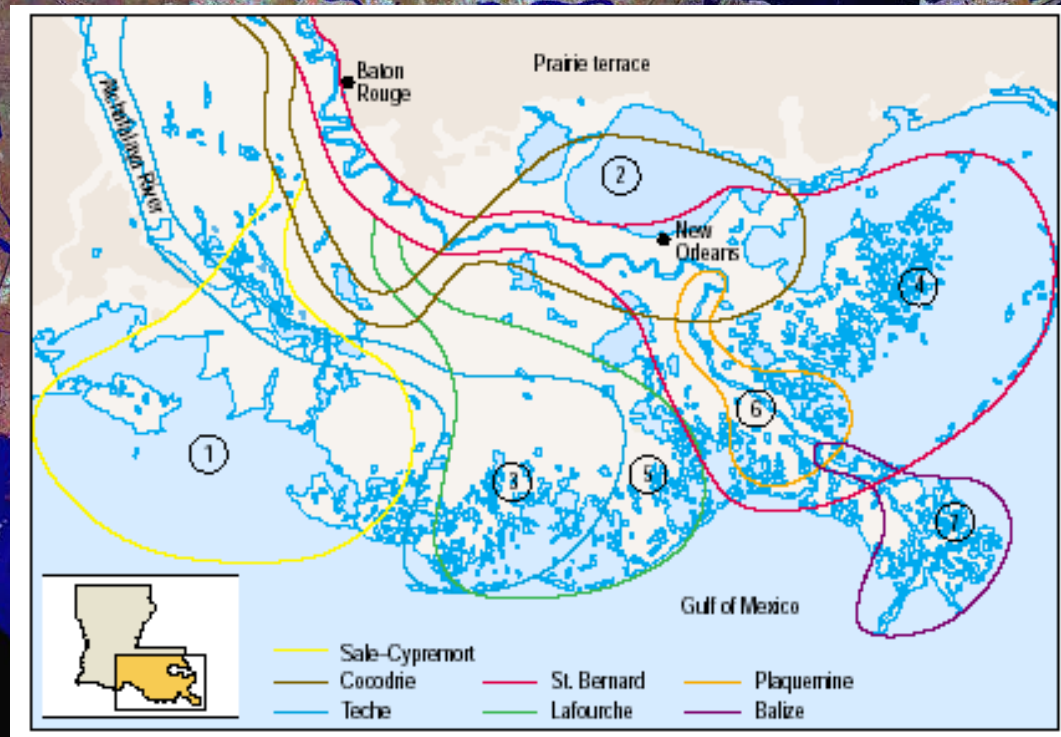 Baton
Rouge
Prairie terrace
Atchafalaya River
2
New
Odeans
4
6
1
3
5
7
Gulf of Mexico
Sale-Cypremort
Cocodrie
St. Bernard
Plaquemine
Teche
Lafourche
Balize